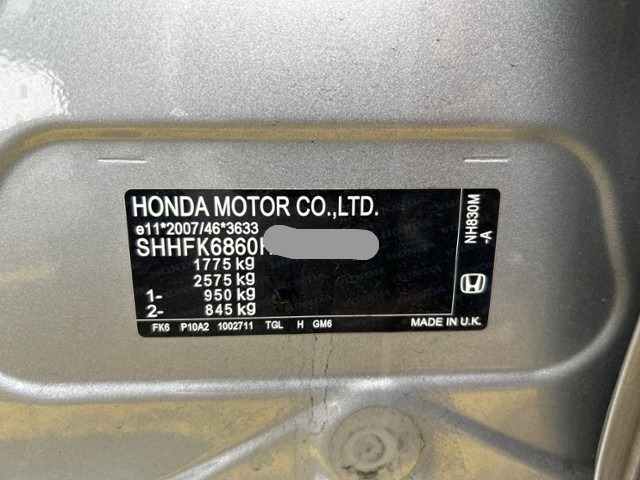 HONDA MOTOR CO.,LTD.
e11*2007/46*3633
SHHFK6860
1775 kg
2575 kg
1- 950 kg
2- 845 kg
FK6 P10A2 1002711 TGL H GM6
MADE IN U.K.
NH830M
-A